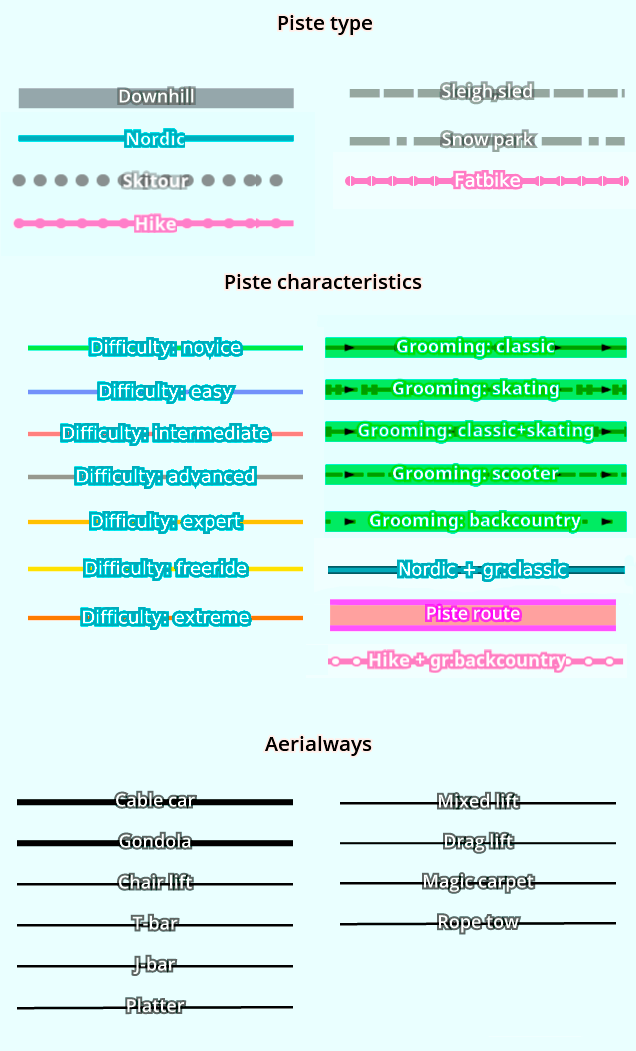 Piste type
Downhill
Sleigh,sled
Nordic
Snow park
Skitour
Fatbike
Hike
Piste characteristics
Difficulty: novice
Grooming: classic
Difficulty: easy
Grooming: skating
Difficulty: intermediate
Grooming: classic+skating
Difficulty: advanced
Grooming: scooter
Difficulty: expert
Grooming: backcountry
Difficulty: freeride
Nordic + gr:classic
Difficulty: extreme
Piste route
Hike + gr:backcountry
Aerialways
Cable car
Mixed lift
Gondola
Drag lift
Chair lift
Magic carpet
T-bar
Rope tow
J-bar
Platter